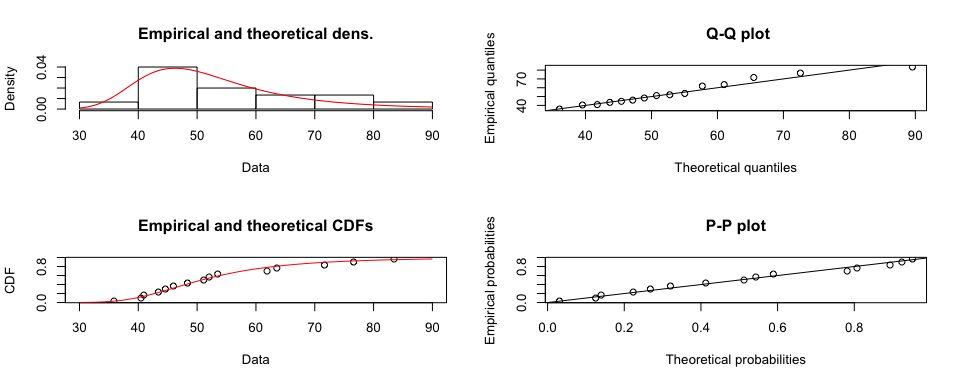 Empirical and theoretical dens.
Density
0.04
0.00
30 40 50 60 70 80 90
Data
Q-Q plot
Empirical quantiles
70
40
40 50 60 70 80 90
Theoretical quantiles
Empirical and theoretical CDFs
CDF
0.8
0.0
30 40 50 60 70 80 90
Data
P-P plot
Empirical probabilities
0.8
0.0
0.0 0.2 0.4 0.6 0.8
Theoretical probabilities